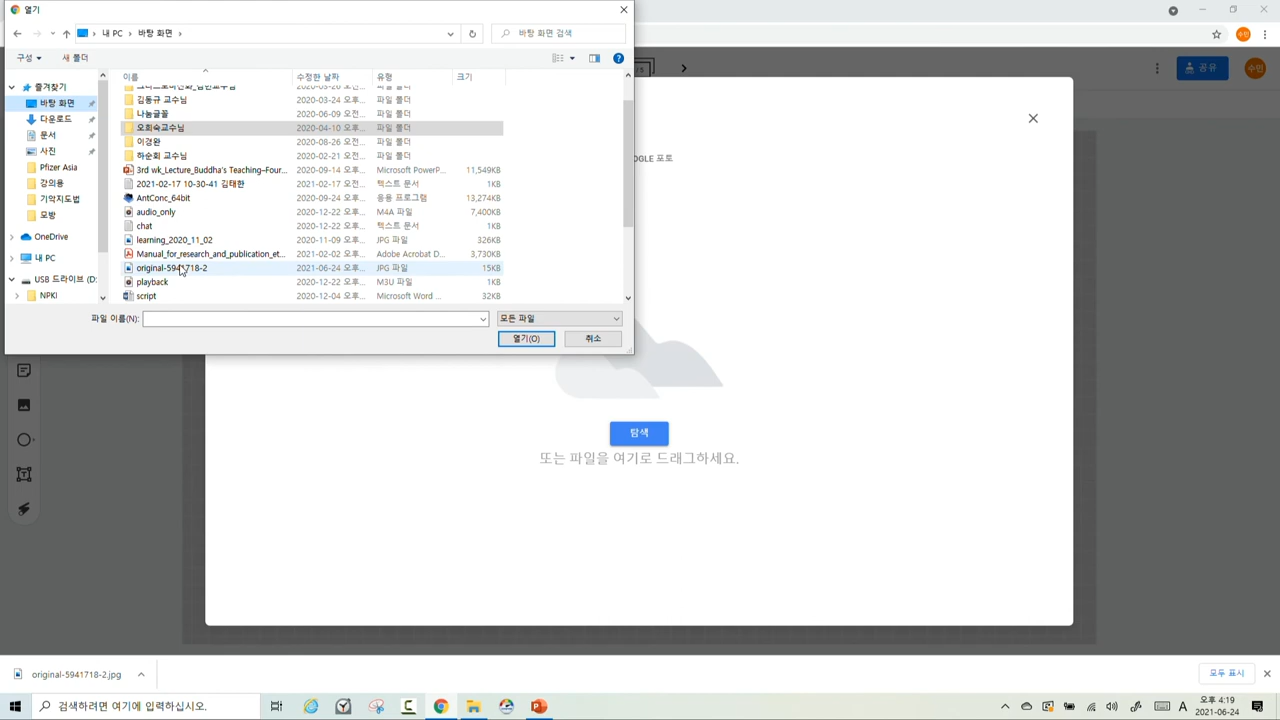 열기
내 PC › 바탕 화면 ›
바탕 화면 검색
구성 ▾
새 폴더
이름
수정한 날짜
유형
크기
즐겨찾기
바탕 화면
다운로드
문서
사진
Pfizer Asia
강의용
기악지도법
모방
OneDrive
내 PC
USB 드라이브 (D:
NPKI
김동규 교수님 2020-03-24 오후... 파일 폴더
나눔글꼴 2020-06-09 오전... 파일 폴더
오희숙교수님 2020-04-10 오후... 파일 폴더
이경완 2020-08-26 오후... 파일 폴더
하순회 교수님 2020-02-21 오후... 파일 폴더
3rd wk_Lecture_Buddha's Teaching~Four... 2020-09-14 오후... Microsoft PowerP... 11,549KB
2021-02-17 10-30-41 김태한 2021-02-17 오전... 텍스트 문서 1KB
AntConc_64bit 2020-09-24 오후... 응용 프로그램 13,274KB
audio_only 2020-12-22 오후... M4A 파일 7,400KB
chat 2020-12-22 오후... 텍스트 문서 1KB
learning_2020_11_02 2020-11-09 오후... JPG 파일 326KB
Manual_for_research_and_publication_et... 2021-02-02 오후... Adobe Acrobat D... 3,730KB
original-5941718-2 2021-06-24 오후... JPG 파일 15KB
playback 2020-12-22 오후... M3U 파일 1KB
script 2020-12-04 오후... Microsoft Word ... 32KB
파일 이름(N):
모든 파일
열기(O)
취소
공유
수인
수인
OGLE 포토
탐색
또는 파일을 여기로 드래그하세요.
original-5941718-2.jpg
모두 표시
검색하려면 여기에 입력하십시오.
A
오후 4:19
2021-06-24